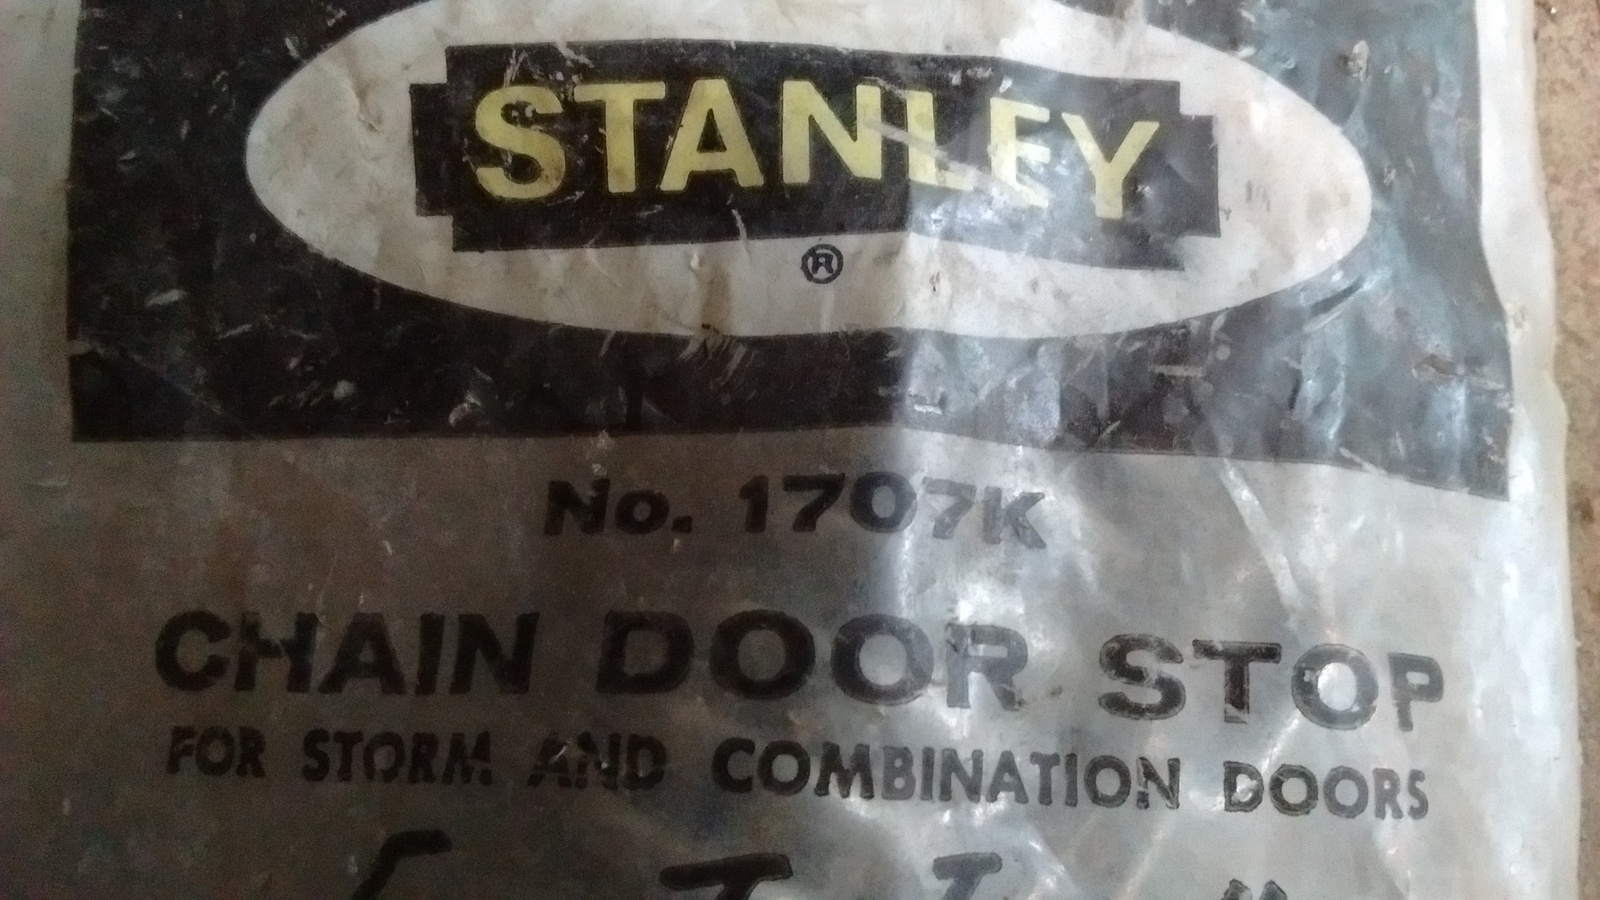 STANLEY
®
No. 1707K
CHAIN DOOR STOP
FOR STORM AND COMBINATION DOORS